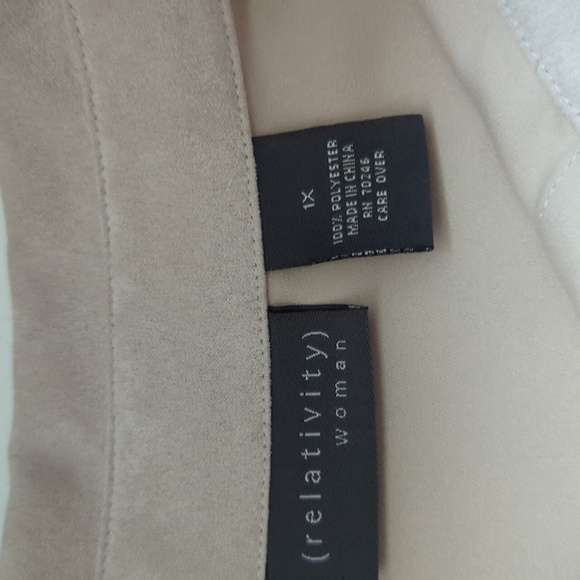 1X
100% POLYESTER
MADE IN CHINA
RN 70246
CARE OVER
(relativity)
woman